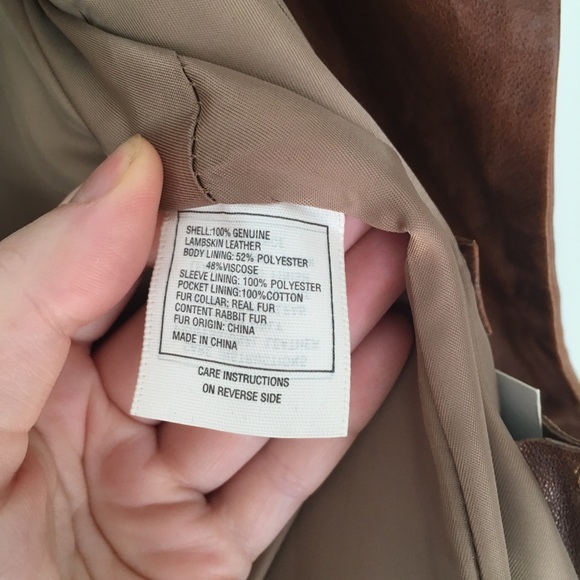 SHELL:100% GENUINE
LAMBSKIN LEATHER
BODY LINING: 52% POLYESTER
48%VISCOSE
SLEEVE LINING: 100% POLYESTER
POCKET LINING:100%COTTON
FUR COLLAR; REAL FUR
CONTENT RABBIT FUR
FUR ORIGIN: CHINA
MADE IN CHINA
CARE INSTRUCTIONS
ON REVERSE SIDE